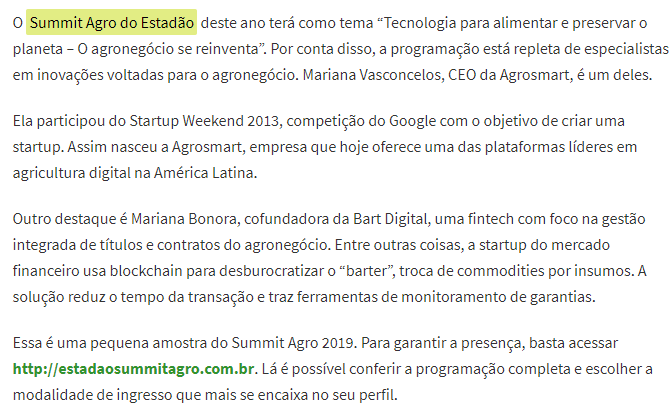 O Summit Agro do Estadão deste ano terá como tema “Tecnologia para alimentar e preservar o
planeta – O agronegócio se reinventa”. Por conta disso, a programação está repleta de especialistas
em inovações voltadas para o agronegócio. Mariana Vasconcelos, CEO da Agrosmart, é um deles.
Ela participou do Startup Weekend 2013, competição do Google com o objetivo de criar uma
startup. Assim nasceu a Agrosmart, empresa que hoje oferece uma das plataformas líderes em
agricultura digital na América Latina.
Outro destaque é Mariana Bonora, cofundadora da Bart Digital, uma fintech com foco na gestão
integrada de títulos e contratos do agronegócio. Entre outras coisas, a startup do mercado
financeiro usa blockchain para desburocratizar o “barter”, troca de commodities por insumos. A
solução reduz o tempo da transação e traz ferramentas de monitoramento de garantias.
Essa é uma pequena amostra do Summit Agro 2019. Para garantir a presença, basta acessar
http://estadaosummitagro.com.br. Lá é possível conferir a programação completa e escolher a
modalidade de ingresso que mais se encaixa no seu perfil.